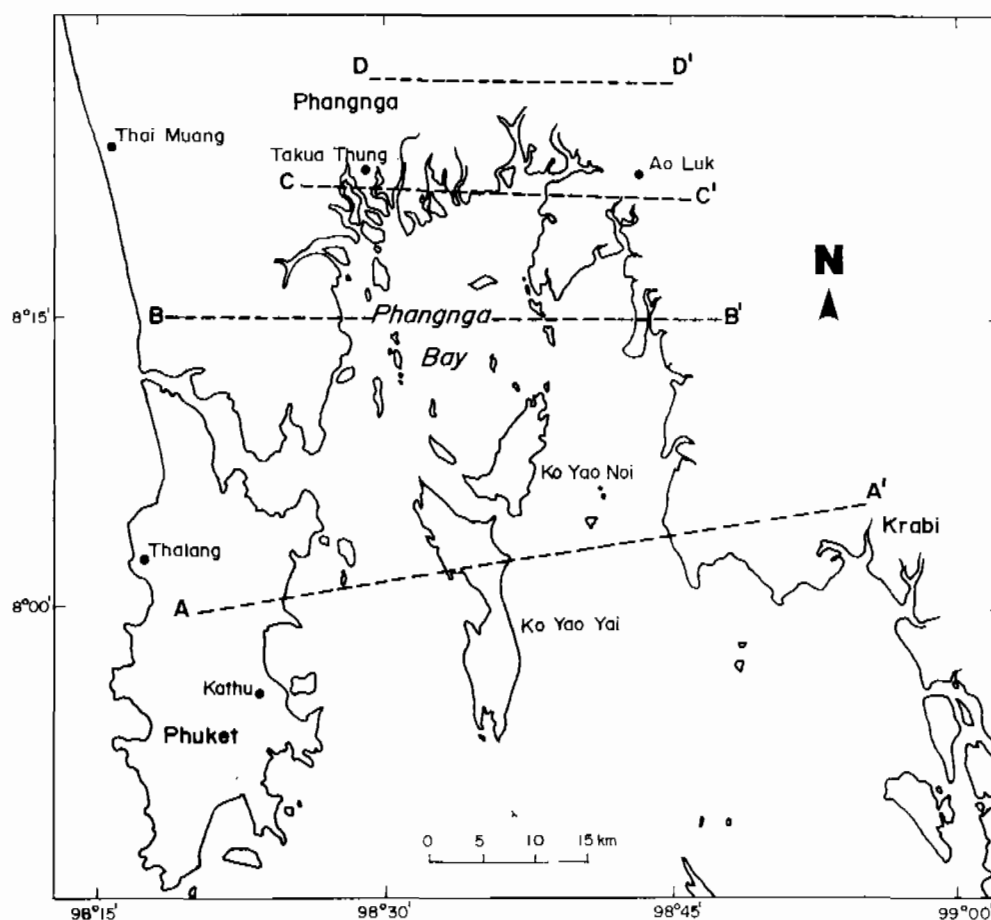 D D'
Phangnga
Thai Muang
Takua Thung
Ao Luk
C C'
N
8°15'
B Phangnga B'
Bay
Ko Yao Noi
A'
Krabi
Thalang
8°00'
A
Ko Yao Yai
Kathu
Phuket
0 5 10 15 km
98°15' 98°30' 98°45' 99°00'